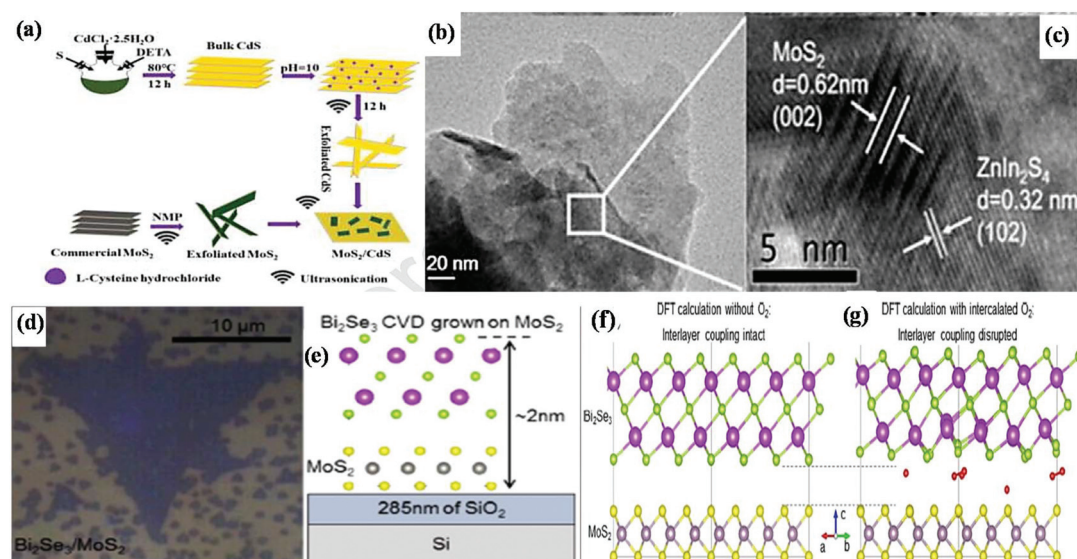 (a)
CdCl₂·2.5H₂O
S
DETA
80°C
12 h
Bulk CdS
pH=10
12 h
Exfoliated CdS
NMP
Commercial MoS₂
Exfoliated MoS₂
MoS₂/CdS
L-Cysteine hydrochloride
Ultrasonication
(b)
20 nm
(c)
MoS₂
d=0.62nm
(002)
ZnIn₂S₄
d=0.32 nm
(102)
5 nm
(d)
10 µm
Bi₂Se₃/MoS₂
(e)
Bi₂Se₃ CVD grown on MoS₂
~2nm
MoS₂
285nm of SiO₂
Si
(f)
DFT calculation without O₂:
Interlayer coupling intact
Bi₂Se₃
MoS₂
c
a
b
(g)
DFT calculation with intercalated O₂:
Interlayer coupling disrupted